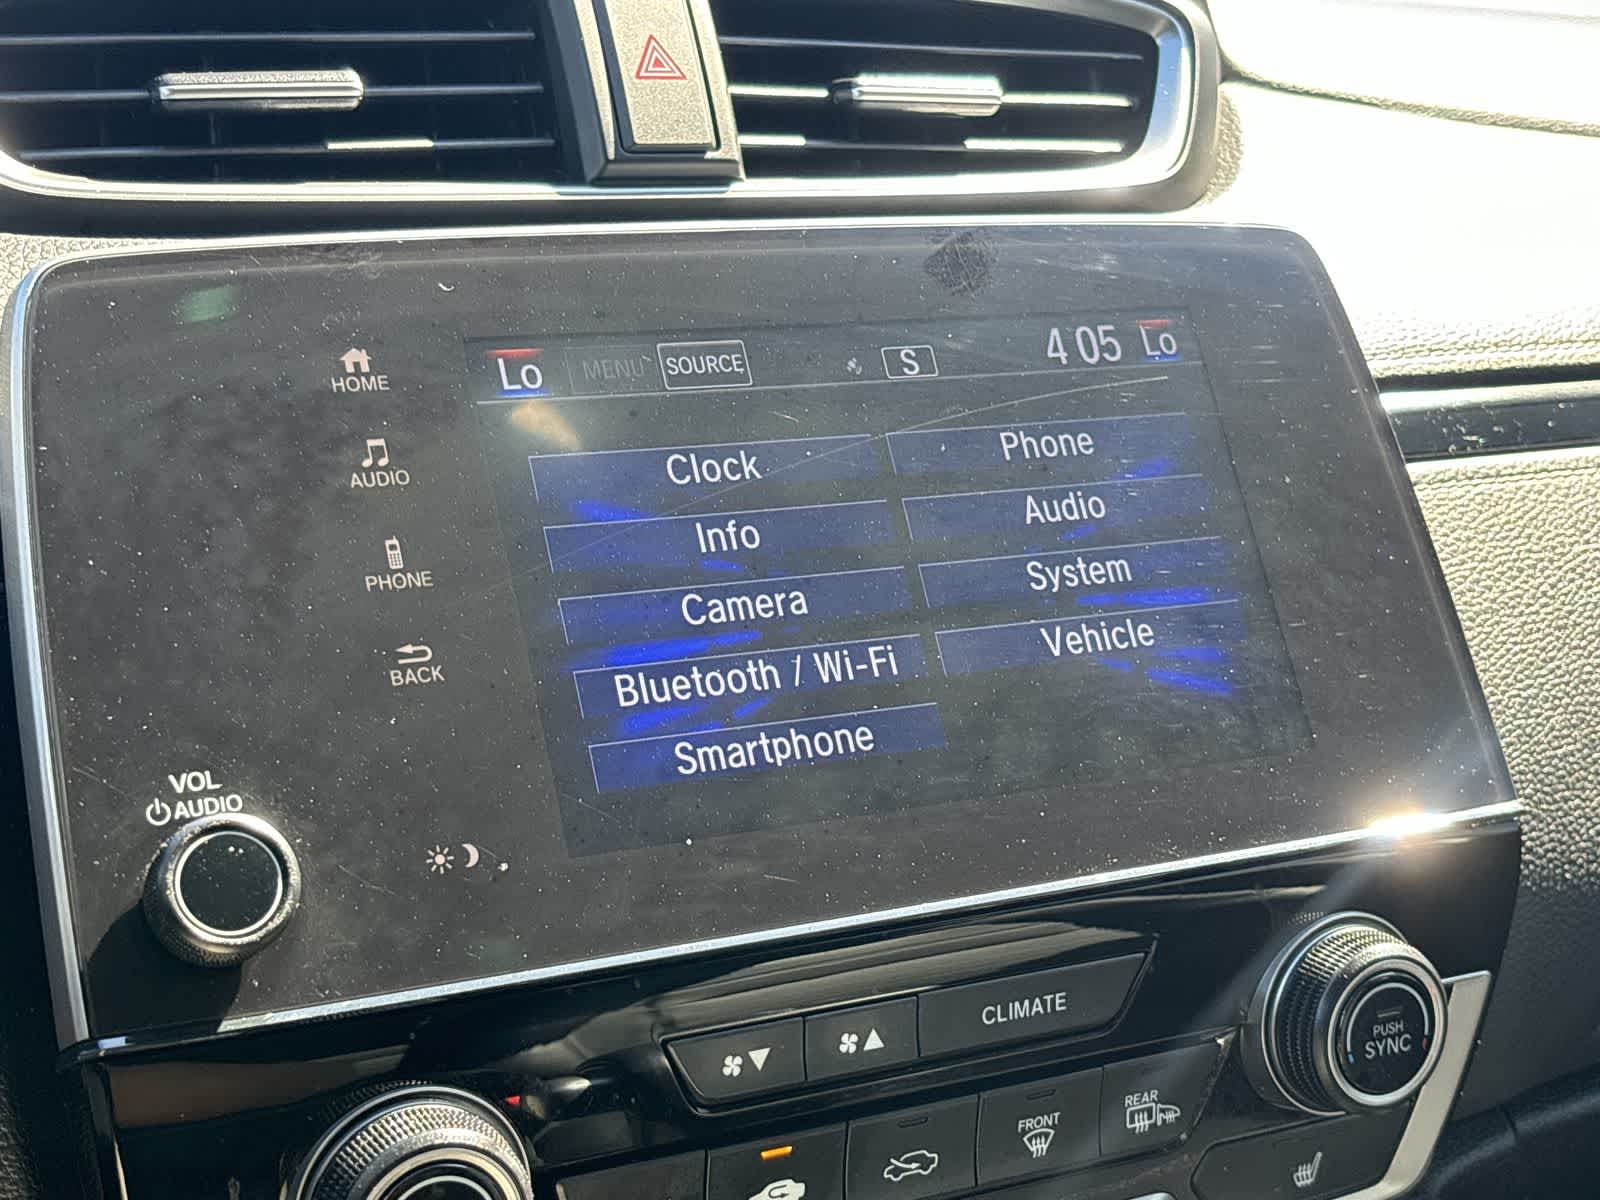 Lo MENU SOURCE S 4 05 Lo
HOME
AUDIO
PHONE
BACK
Clock
Phone
Info
Audio
Camera
System
Bluetooth / Wi-Fi
Vehicle
Smartphone
VOL
AUDIO
CLIMATE
PUSH
SYNC
FRONT
REAR